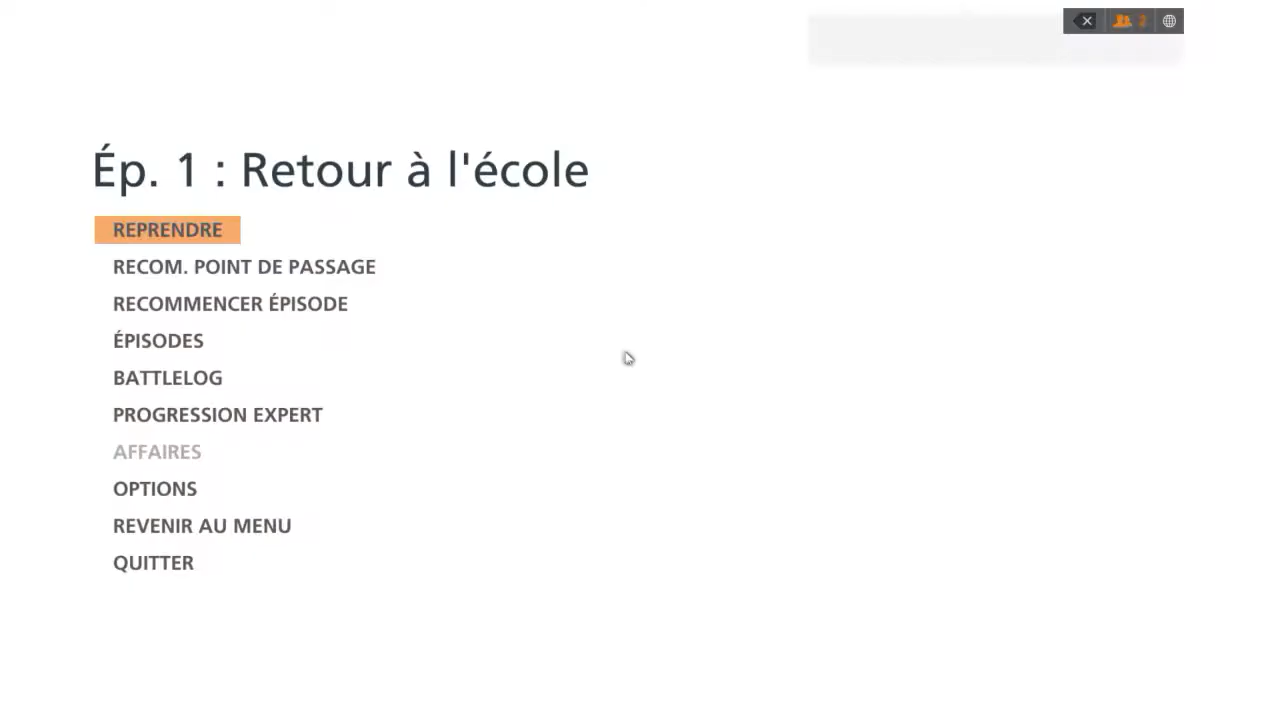 2
Ép. 1 : Retour à l'école
REPRENDRE
RECOM. POINT DE PASSAGE
RECOMMENCER ÉPISODE
ÉPISODES
BATTLELOG
PROGRESSION EXPERT
AFFAIRES
OPTIONS
REVENIR AU MENU
QUITTER